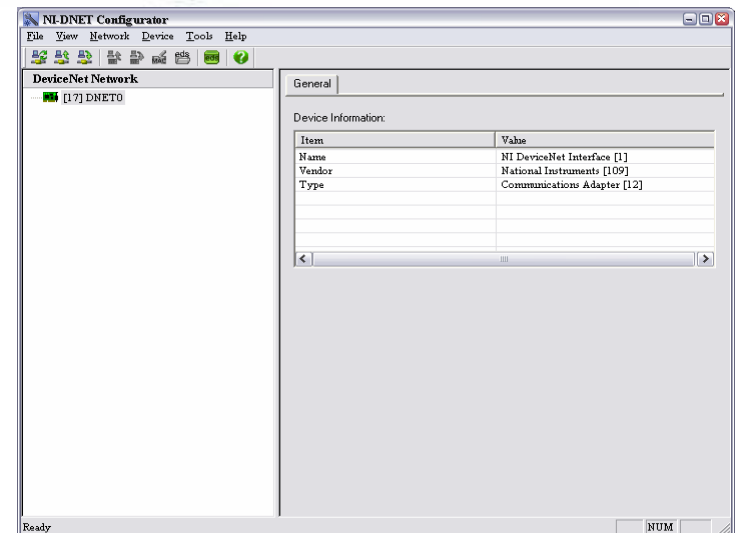 NI-DNET Configurator
File View Network Device Tools Help
DeviceNet Network
[17] DNET0
General
Device Information:
Item Value
Name NI DeviceNet Interface [1]
Vendor National Instruments [109]
Type Communications Adapter [12]
Ready NUM